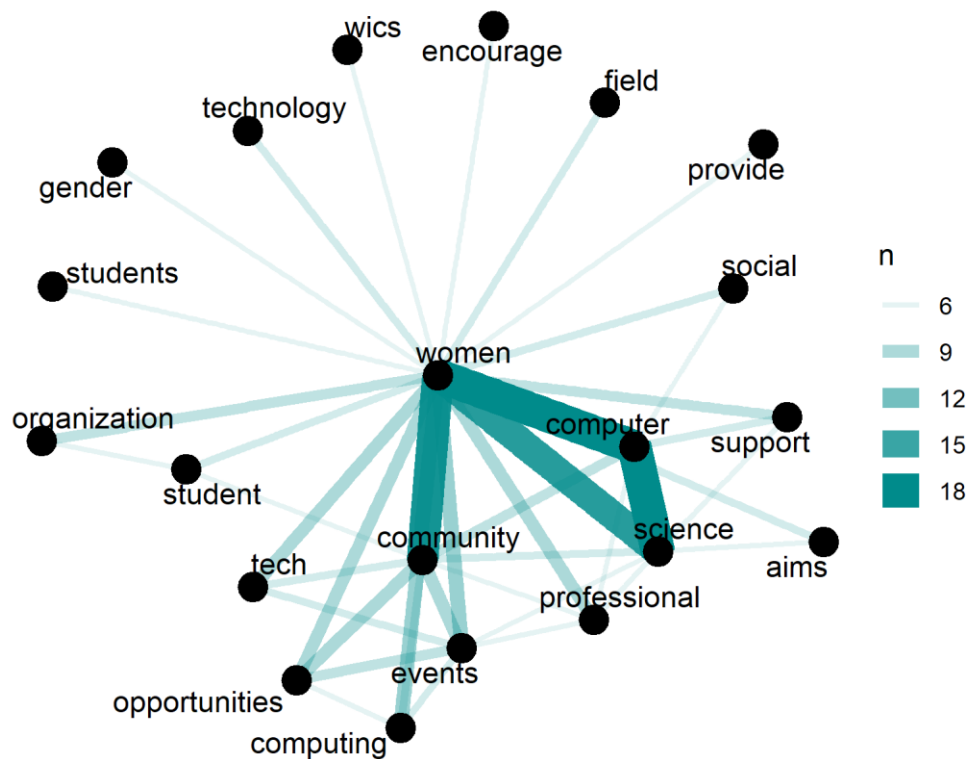 wics
encourage
field
technology
provide
gender
students
social
n
6
women
9
12
organization
computer
support
15
student
18
science
community
tech
aims
professional
events
opportunities
computing